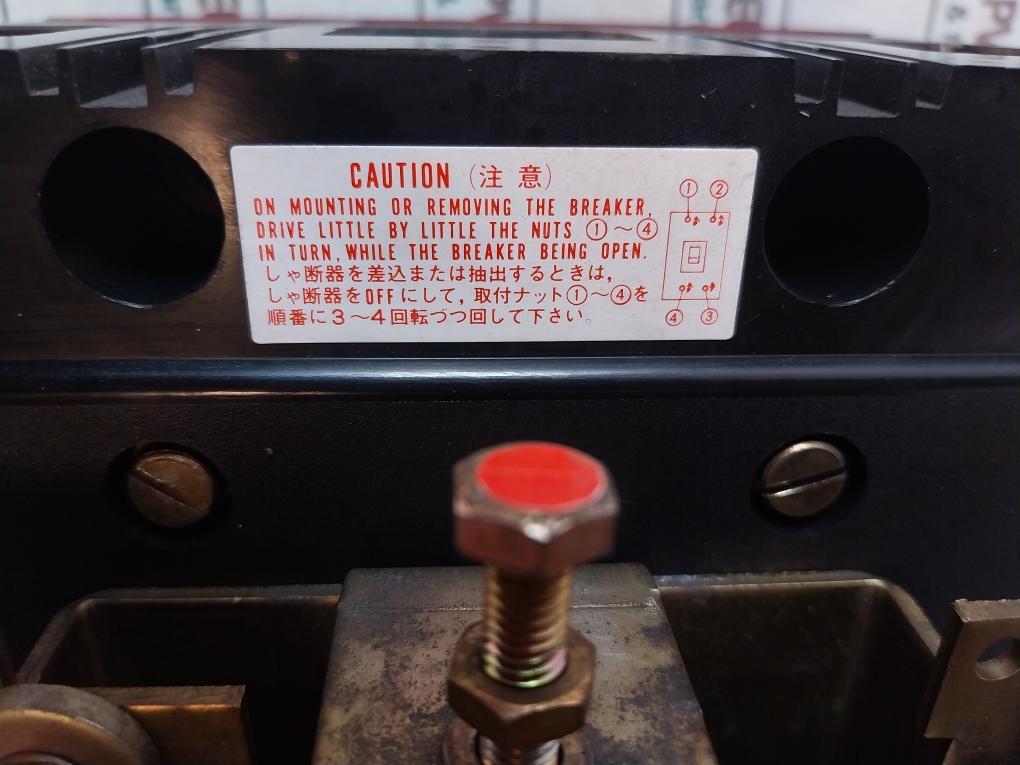 CAUTION（注 意）
ON MOUNTING OR REMOVING THE BREAKER,
DRIVE LITTLE BY LITTLE THE NUTS ①〜④
IN TURN, WHILE THE BREAKER BEING OPEN.
しゃ断器を差込または抽出するときは,
しゃ断器をOFFにして, 取付ナット①〜④を
順番に3〜4回転づつ回して下さい。
① ②
④ ③